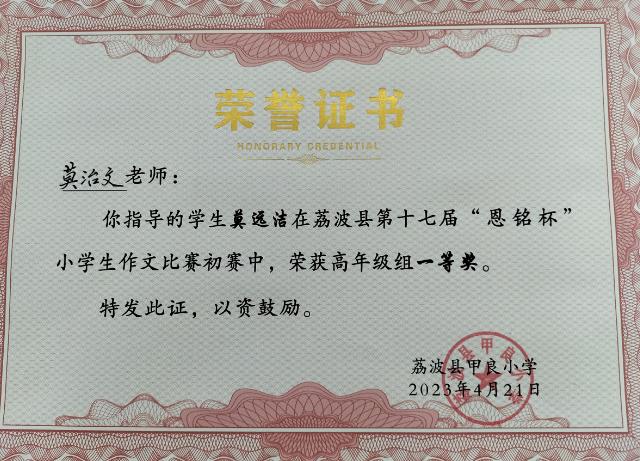 荣誉证书
HONORARY CREDENTIAL
莫治文老师：
你指导的学生莫远洁在荔波县第十七届“恩铭杯”
小学生作文比赛初赛中，荣获高年级组一等奖。
特发此证，以资鼓励。
荔波县甲良小学
2023年4月21日